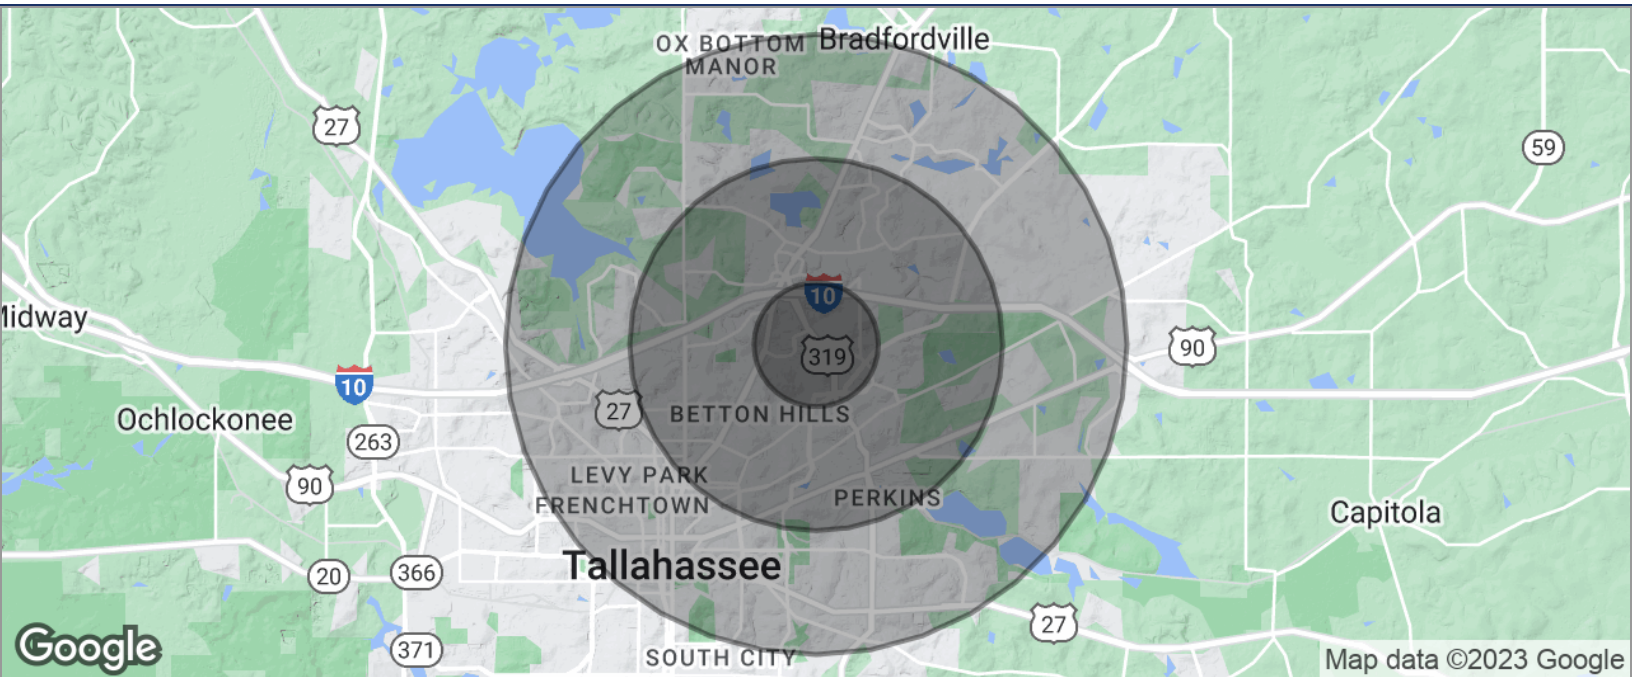 OX BOTTOM
MANOR
Bradfordville
27
59
10
Midway
319
90
10
27
BETTON HILLS
Ochlockonee
263
LEVY PARK
90
FRENCHTOWN
PERKINS
Capitola
Tallahassee
20
366
27
371
SOUTH CITY
Google
Map data ©2023 Google